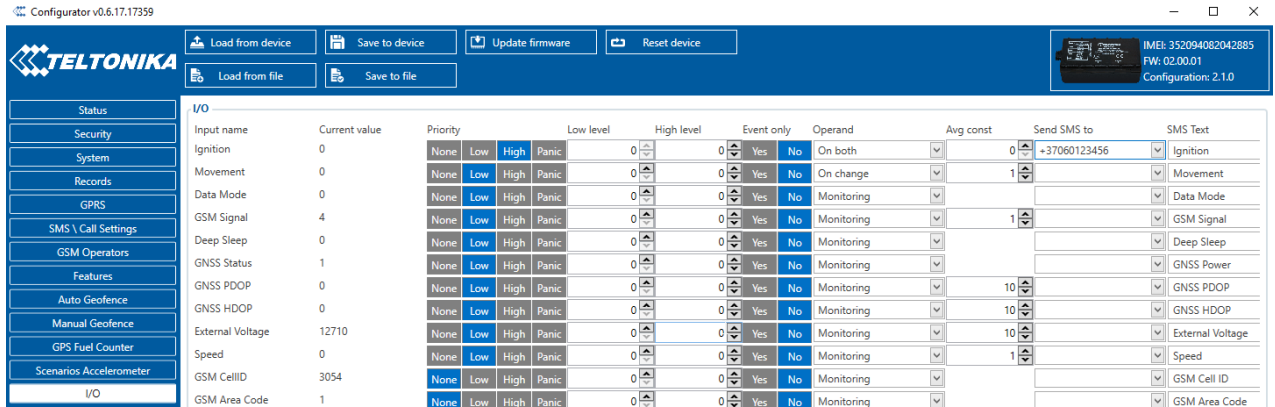 Configurator v0.6.17.17359
TELTONIKA
Load from device Save to device Update firmware Reset device
Load from file Save to file
IMEI: 352094082042885
FW: 02.00.01
Configuration: 2.1.0
Status
Security
System
Records
GPRS
SMS \ Call Settings
GSM Operators
Features
Auto Geofence
Manual Geofence
GPS Fuel Counter
Scenarios Accelerometer
I/O
I/O
Input name Current value Priority Low level High level Event only Operand Avg const Send SMS to SMS Text
Ignition 0 None Low High Panic 0 0 Yes No On both 0 +37060123456 Ignition
Movement 0 None Low High Panic 0 0 Yes No On change 1 Movement
Data Mode 0 None Low High Panic 0 0 Yes No Monitoring Data Mode
GSM Signal 4 None Low High Panic 0 0 Yes No Monitoring 1 GSM Signal
Deep Sleep 0 None Low High Panic 0 0 Yes No Monitoring Deep Sleep
GNSS Status 1 None Low High Panic 0 0 Yes No Monitoring GNSS Power
GNSS PDOP 0 None Low High Panic 0 0 Yes No Monitoring 10 GNSS PDOP
GNSS HDOP 0 None Low High Panic 0 0 Yes No Monitoring 10 GNSS HDOP
External Voltage 12710 None Low High Panic 0 0 Yes No Monitoring 10 External Voltage
Speed 0 None Low High Panic 0 0 Yes No Monitoring 1 Speed
GSM CellID 3054 None Low High Panic 0 0 Yes No Monitoring GSM Cell ID
GSM Area Code 1 None Low High Panic 0 0 Yes No Monitoring GSM Area Code